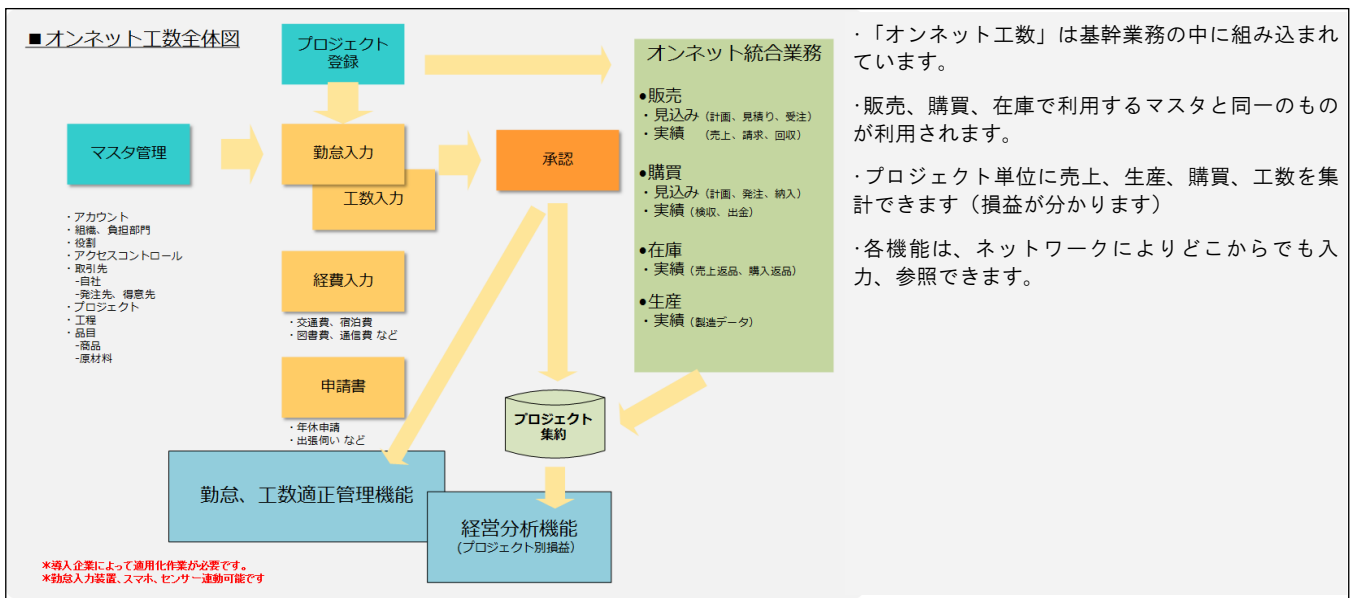 ■オンネット工数全体図
プロジェクト
登録
マスタ管理
・アカウント
・組織、負担部門
・役割
・アクセスコントロール
・取引先
-自社
-発注先、得意先
・プロジェクト
・工程
・品目
-商品
-原材料
勤怠入力
工数入力
経費入力
・交通費、宿泊費
・図書費、通信費 など
申請書
・年休申請
・出張伺い など
承認
オンネット統合業務
●販売
・見込み（計画、見積り、受注）
・実績 （売上、請求、回収）
●購買
・見込み（計画、発注、納入）
・実績（検収、出金）
●在庫
・実績（売上返品、購入返品）
●生産
・実績（製造データ）
プロジェクト
集約
勤怠、工数適正管理機能
経営分析機能
(プロジェクト別損益)
*導入企業によって適用化作業が必要です。
*勤怠入力装置、スマホ、センサー連動可能です
・「オンネット工数」は基幹業務の中に組み込まれ
ています。
・販売、購買、在庫で利用するマスタと同一のもの
が利用されます。
・プロジェクト単位に売上、生産、購買、工数を集
計できます（損益が分かります）
・各機能は、ネットワークによりどこからでも入
力、参照できます。